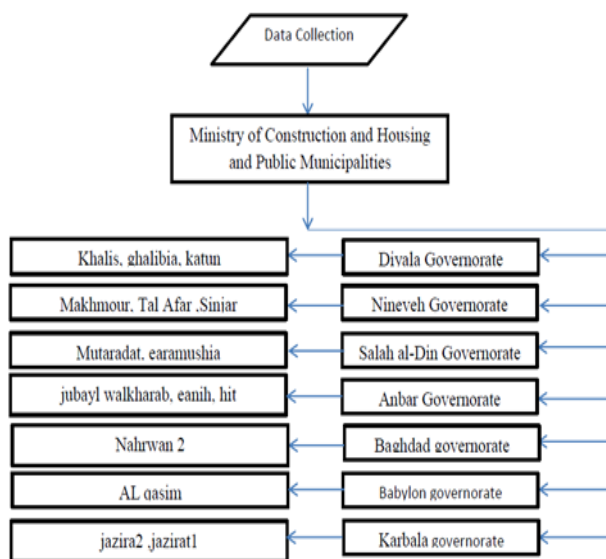 Data Collection
Ministry of Construction and Housing
and Public Municipalities
Khalis, ghalibia, katun
Divala Governorate
Makhmour, Tal Afar ,Sinjar
Nineveh Governorate
Mutaradat, earamushia
Salah al-Din Governorate
jubayl walkharab, eanih, hit
Anbar Governorate
Nahrwan 2
Baghdad governorate
AL qasim
Babylon governorate
jazira2 ,jazirat1
Karbala governorate